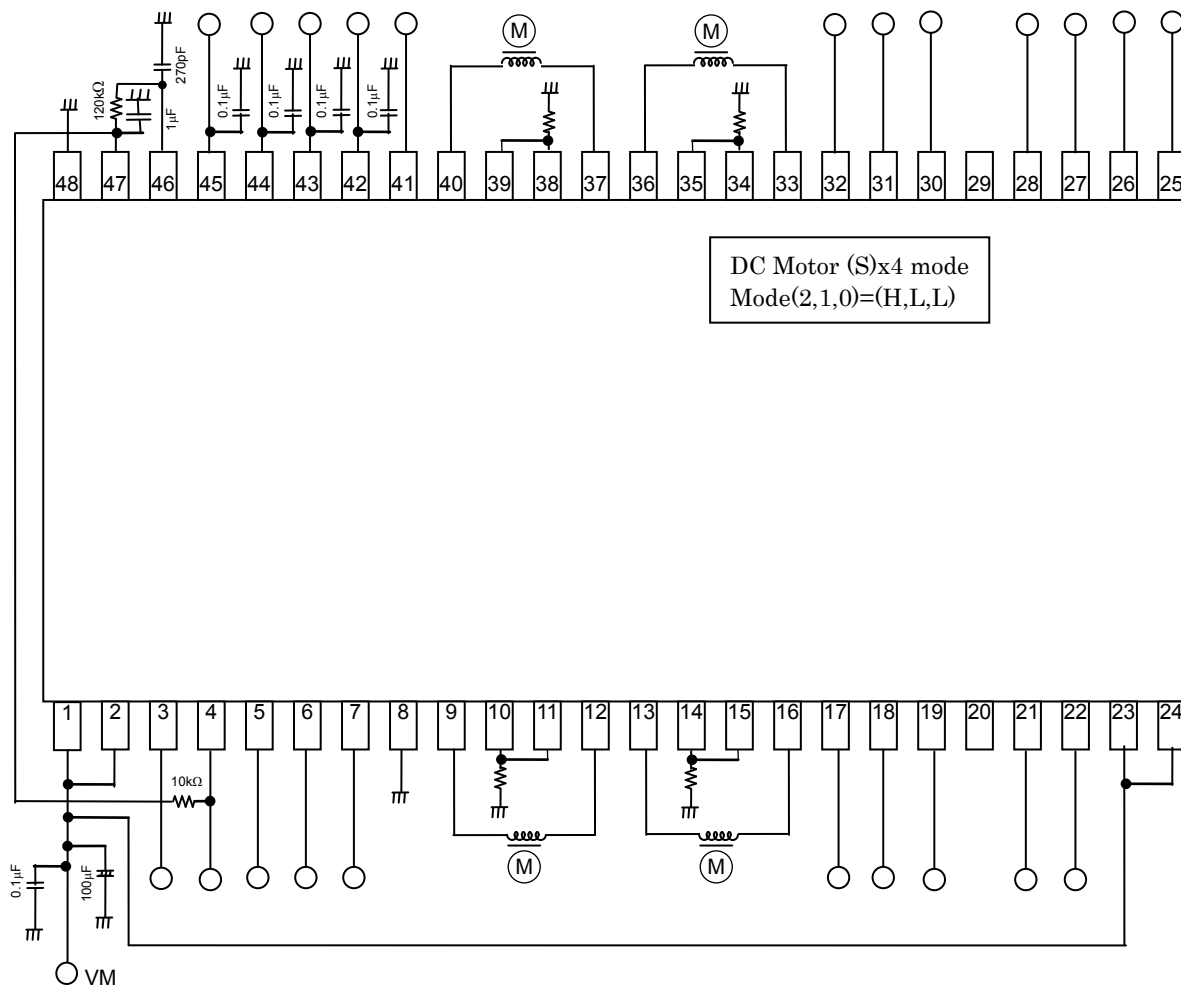 270pF
120kΩ
1µF
0.1µF
0.1µF
0.1µF
0.1µF
M
M
48 47 46 45 44 43 42 41 40 39 38 37 36 35 34 33 32 31 30 29 28 27 26 25
DC Motor (S)x4 mode
Mode(2,1,0)=(H,L,L)
1 2 3 4 5 6 7 8 9 10 11 12 13 14 15 16 17 18 19 20 21 22 23 24
10kΩ
0.1µF
100µF
M
M
VM